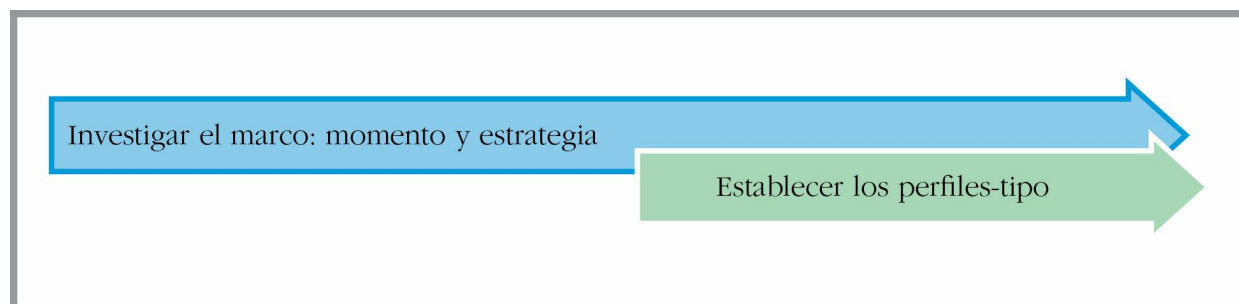 Investigar el marco: momento y estrategia
Establecer los perfiles-tipo